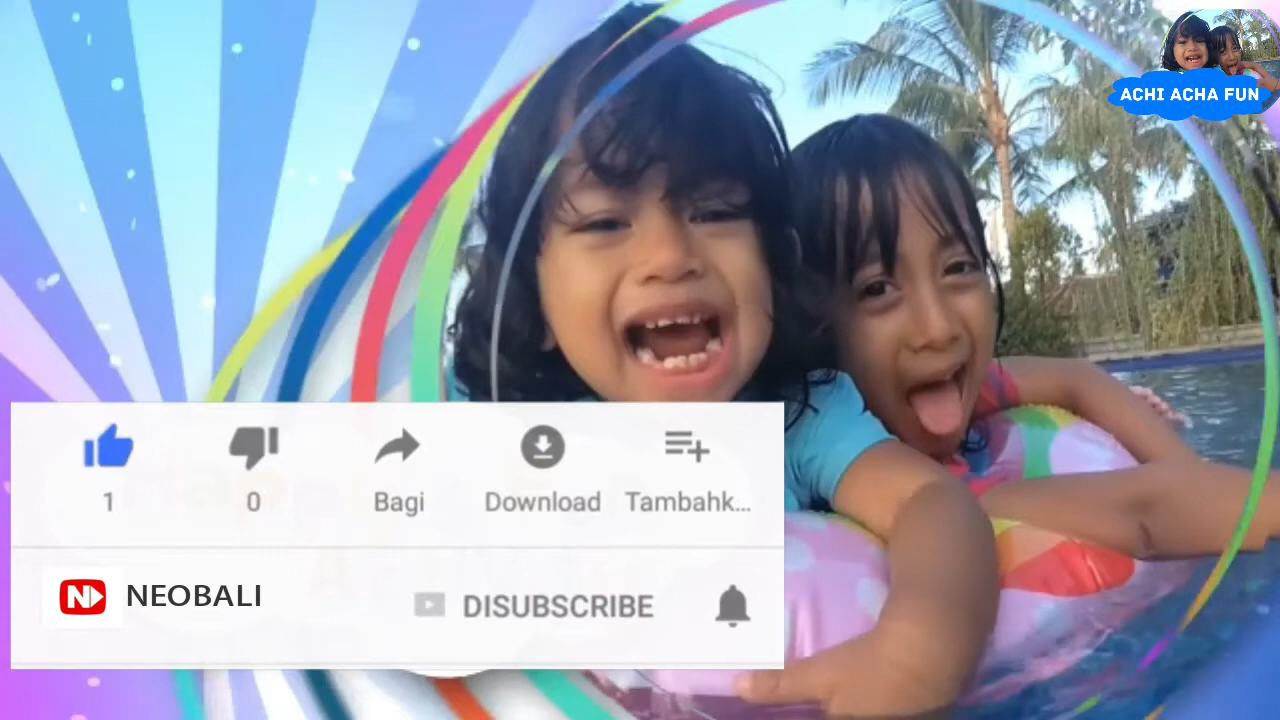 ACHI ACHA FUN
1
0
Bagi
Download
Tambahk...
NEOBALI
DISUBSCRIBE